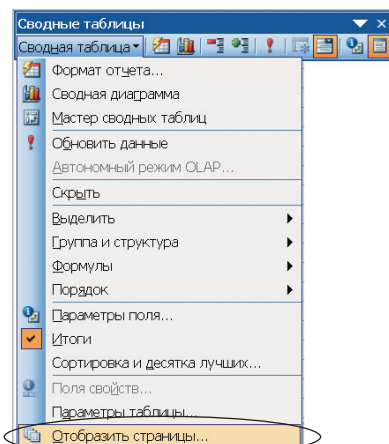 Сводные таблицы
Сводная таблица
Формат отчета...
Сводная диаграмма
Мастер сводных таблиц
Обновить данные
Автономный режим OLAP...
Скрыть
Выделить
Группа и структура
Формулы
Порядок
Параметры поля...
Итоги
Сортировка и десятка лучших...
Поля свойств...
Параметры таблицы...
Отобразить страницы...